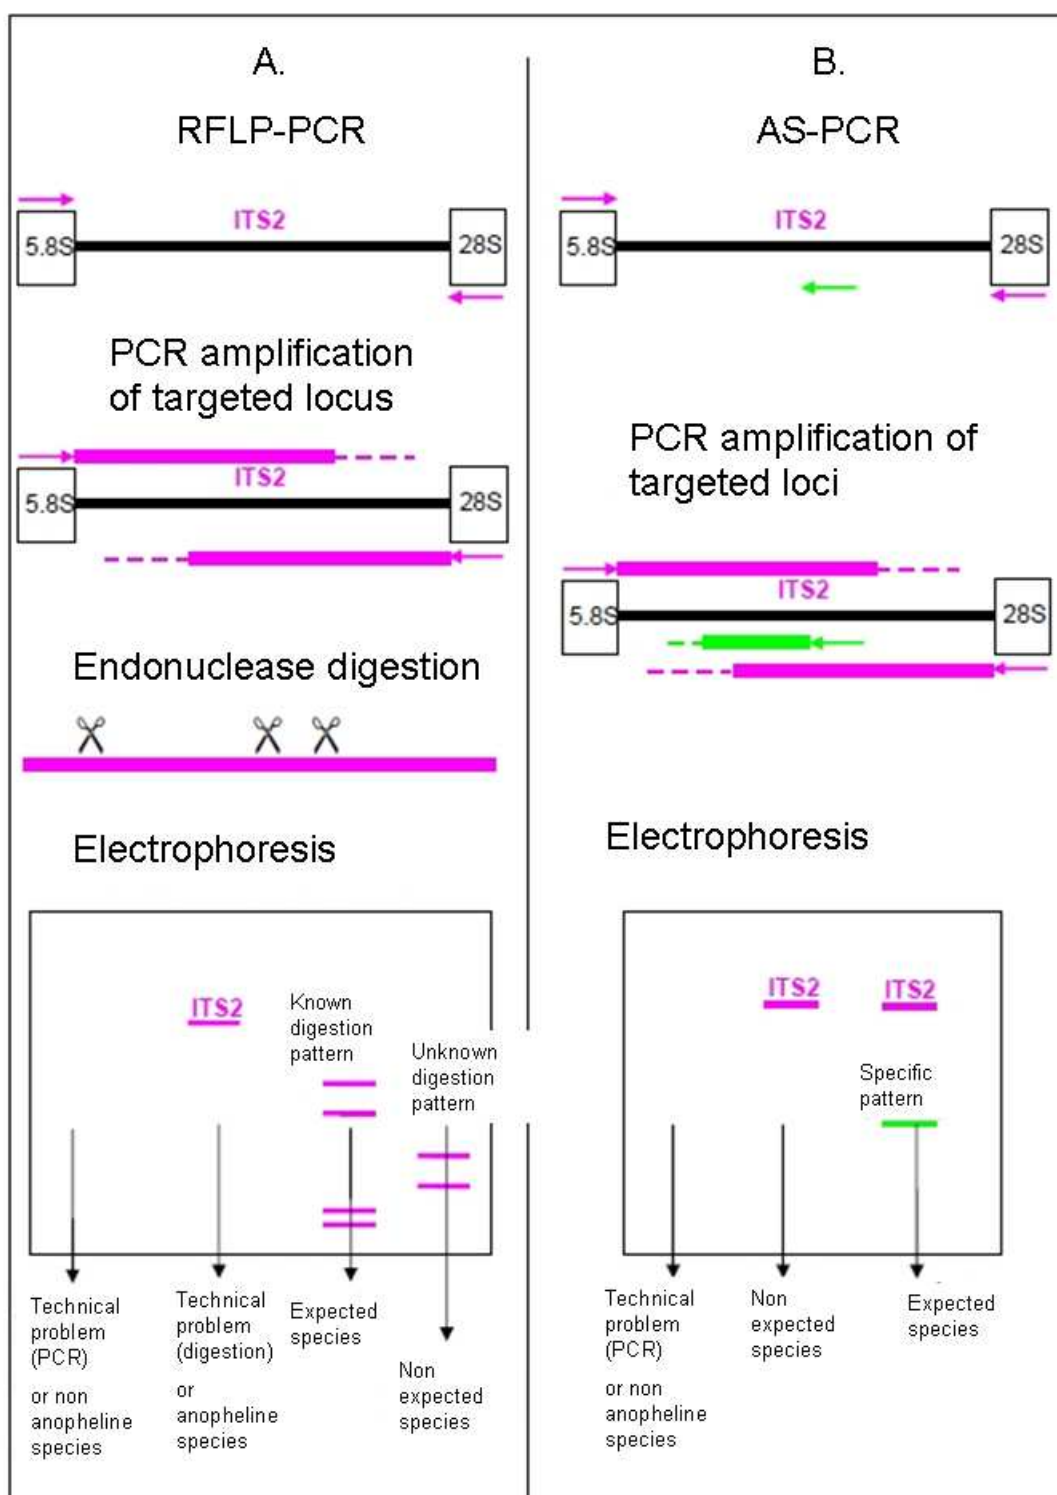 A.
RFLP-PCR
ITS2
5.8S
28S
PCR amplification
of targeted locus
ITS2
5.8S
28S
Endonuclease digestion
Electrophoresis
ITS2
Known
digestion
pattern
Unknown
digestion
pattern
Technical
problem
(PCR)
or non
anopheline
species
Technical
problem
(digestion)
or
anopheline
species
Expected
species
Non
expected
species
B.
AS-PCR
ITS2
5.8S
28S
PCR amplification of
targeted loci
ITS2
5.8S
28S
Electrophoresis
ITS2
ITS2
Specific
pattern
Technical
problem
(PCR)
or non
anopheline
species
Non
expected
species
Expected
species